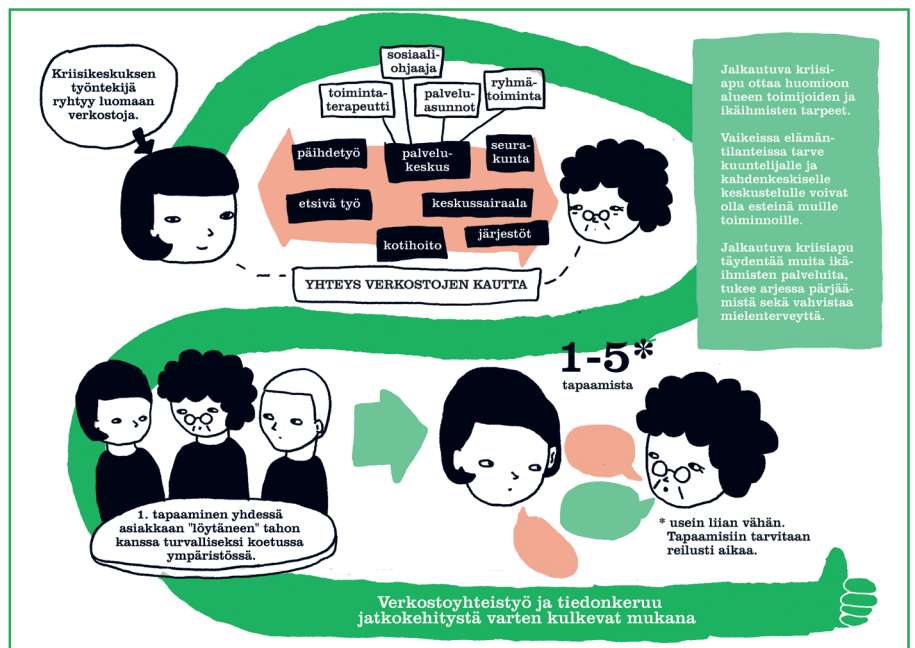 Kriisikeskuksen
työntekijä
ryhtyy luomaan
verkostoja.
sosiaali-
ohjaaja
toiminta-
terapeutti
palvelu-
asunnot
ryhmä-
toiminta
päihdetyö
palvelu-
keskus
seura-
kunta
etsivä työ
keskussairaala
kotihoito
järjestöt
YHTEYS VERKOSTOJEN KAUTTA
Jalkautuva kriisi-
apu ottaa huomioon
alueen toimijoiden ja
ikäihmisten tarpeet.
Vaikeissa elämän-
tilanteissa tarve
kuuntelijalle ja
kahdenkeskiselle
keskustelulle voivat
olla esteinä muille
toiminnoille.
Jalkautuva kriisiapu
täydentää muita ikä-
ihmisten palveluita,
tukee arjessa pärjää-
mistä sekä vahvistaa
mielenterveyttä.
1-5*
tapaamista
1. tapaaminen yhdessä
asiakkaan "löytäneen" tahon
kanssa turvalliseksi koetussa
ympäristössä.
* usein liian vähän.
Tapaamisiin tarvitaan
reilusti aikaa.
Verkostoyhteistyö ja tiedonkeruu
jatkokehitystä varten kulkevat mukana